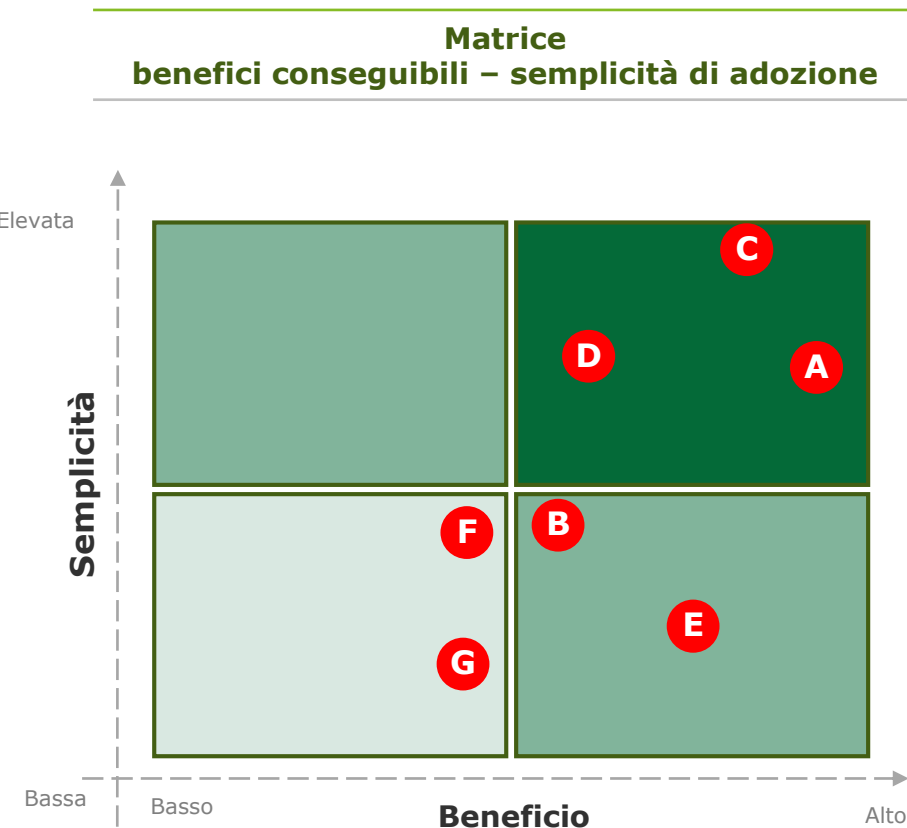 Matrice
benefici conseguibili – semplicità di adozione
Elevata
C
D
A
Semplicità
F
B
E
G
Bassa
Basso
Beneficio
Alto